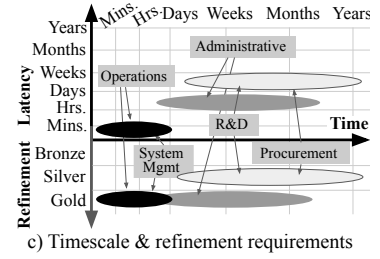 Mins.
Hrs.
Days Weeks Months Years
Years
Months
Weeks
Days
Hrs.
Mins.
Latency
Administrative
Operations
R&D
Time
Bronze
Silver
Gold
Refinement
System
Mgmt
Procurement
c) Timescale & refinement requirements